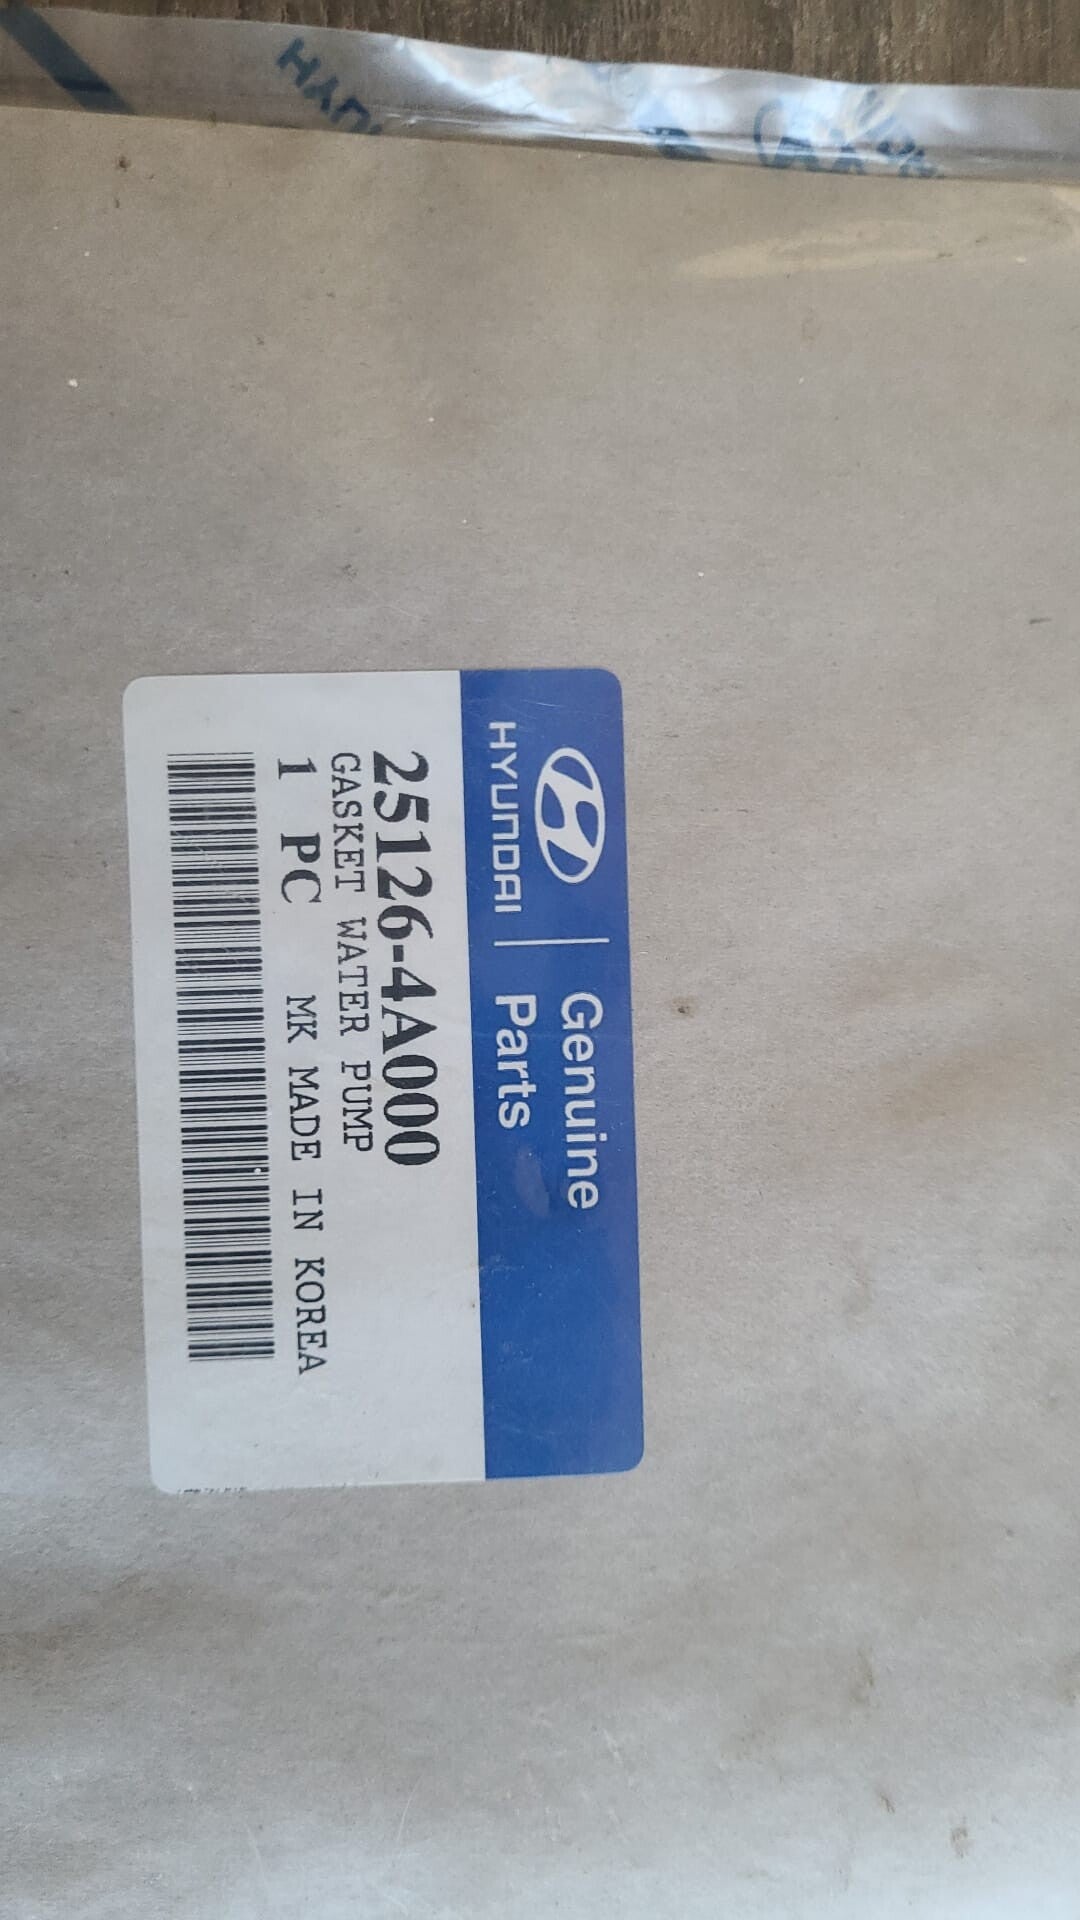 HYUNDAI
Genuine
Parts
25126-4A000
GASKET WATER PUMP
1 PC MK MADE IN KOREA